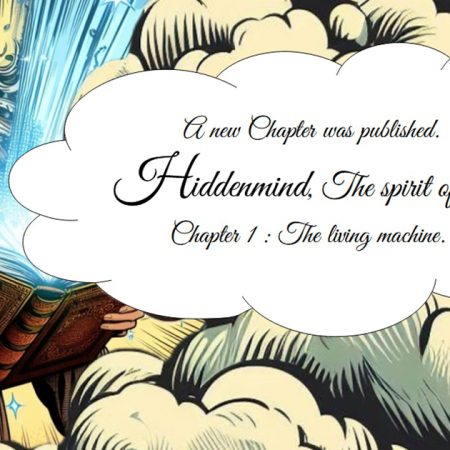 A new Chapter was published.
Hiddenmind, The spirit of
Chapter 1 : The living machine.